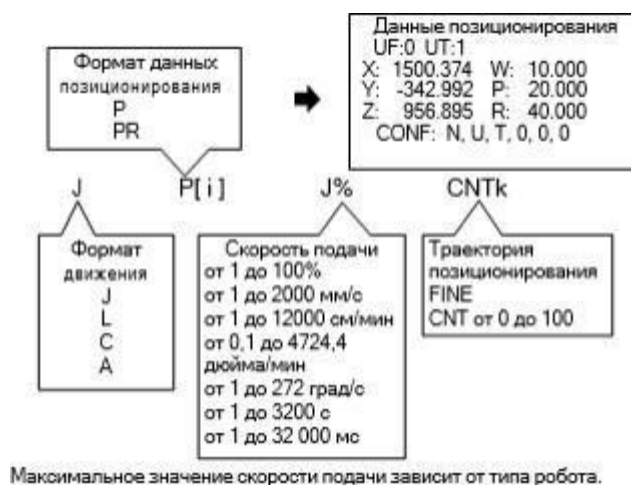 Формат данных
позиционирования
P
PR
Данные позиционирования
UF:0 UT:1
X: 1500.374 W: 10.000
Y: -342.992 P: 20.000
Z: 956.895 R: 40.000
CONF: N, U, T, 0, 0, 0
J P[i] J% CNTk
Формат
движения
J
L
C
A
Скорость подачи
от 1 до 100%
от 1 до 2000 мм/с
от 1 до 12000 см/мин
от 0,1 до 4724,4
дюйма/мин
от 1 до 272 град/с
от 1 до 3200 с
от 1 до 32 000 мс
Траектория
позиционирования
FINE
CNT от 0 до 100
Максимальное значение скорости подачи зависит от типа робота.